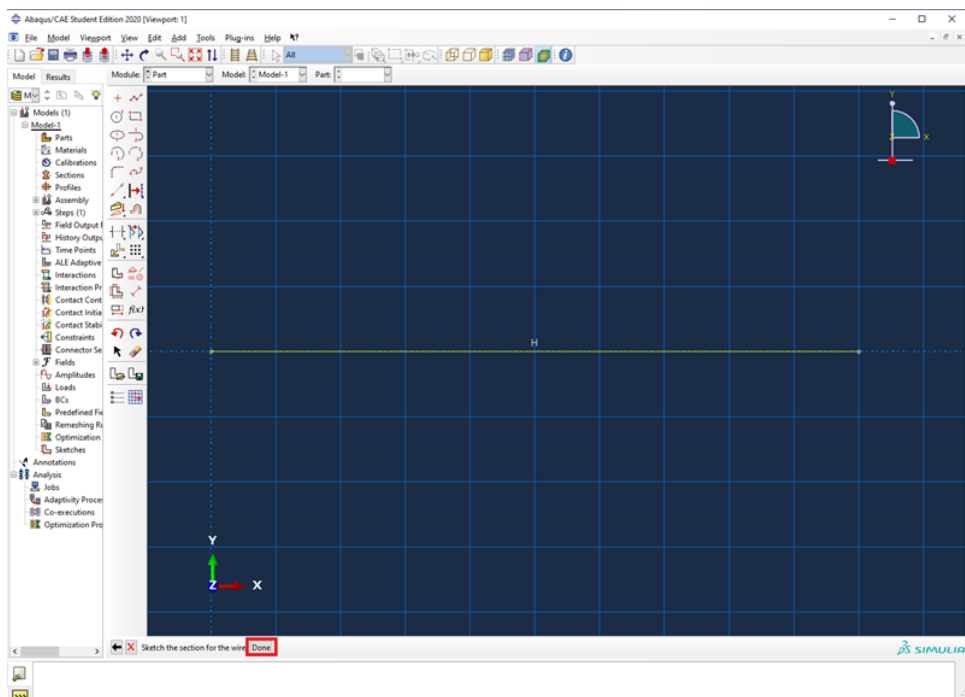 Abaqus/CAE Student Edition 2020 [Viewport: 1]
File Model Viewport View Edit Add Tools Plug-ins Help
All
Model Results
Module: Part Model: Model-1 Part:
M
Models (1)
Model-1
Parts
Materials
Calibrations
Sections
Profiles
Assembly
Steps (1)
Field Output
History Outpu
Time Points
ALE Adaptive
Interactions
Interaction Pr
Contact Cont
Contact Initia
Contact Stabi
Constraints
Connector Se
Fields
Amplitudes
Loads
BCs
Predefined Fie
Remeshing Ru
Optimization
Sketches
Annotations
Analysis
Jobs
Adaptivity Proce
Co-executions
Optimization Pro
f(x)
Y
Z X
H
Y
Z X
Sketch the section for the wire Done
SIMULIA
>>>